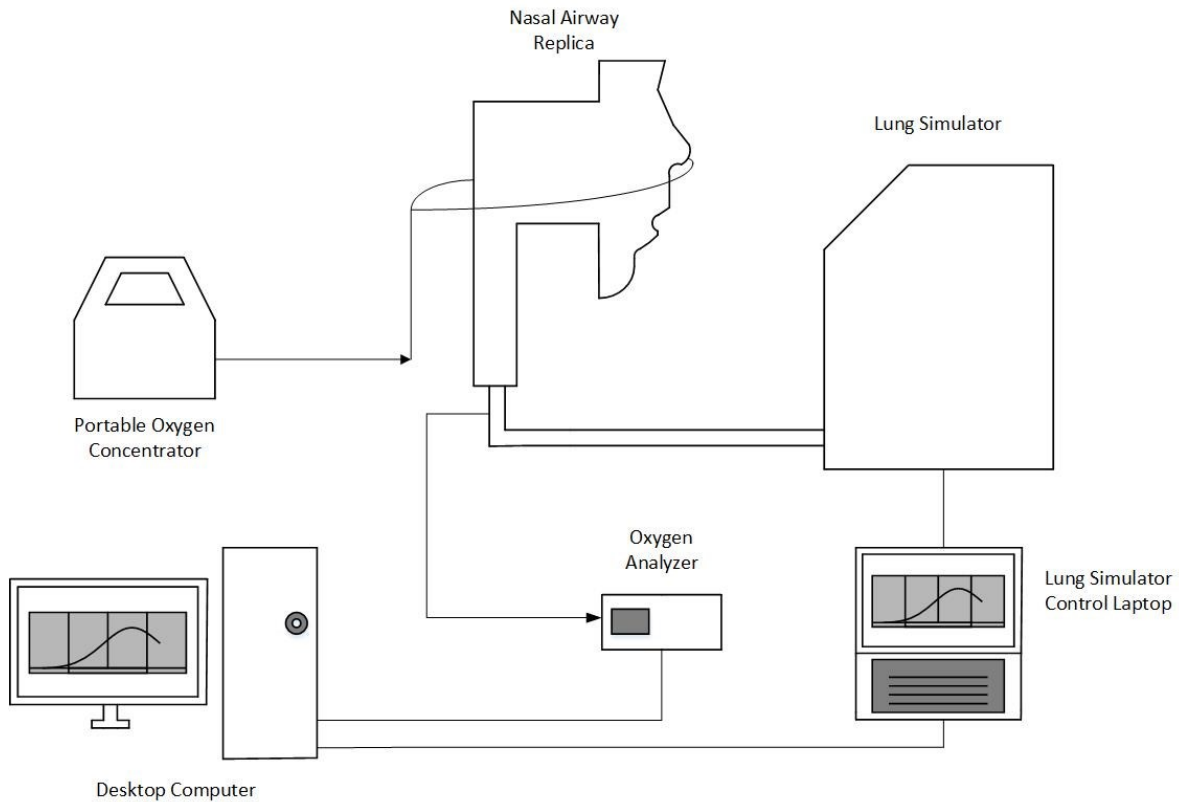 Nasal Airway
Replica
Lung Simulator
Portable Oxygen
Concentrator
Oxygen
Analyzer
Lung Simulator
Control Laptop
Desktop Computer